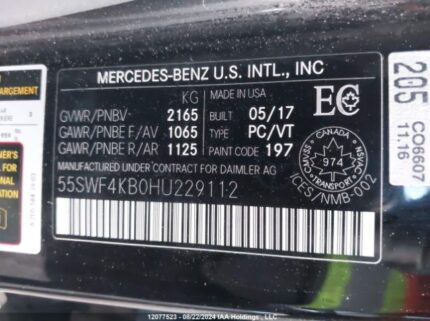 MERCEDES-BENZ U.S. INTL., INC
KG
MADE IN USA
GVWR/PNBV 2165
BUILT 05/17
GAWR/PNBE F/AV 1065
TYPE PC/VT
GAWR/PNBE R/AR 1125
PAINT CODE 197
UNDER CONTRACT FOR DAIMLER AG
55SWF4KB0HU229112
EC
CANADA
974
TRANSPORT
ICES/NMB-002
205
CO6607
11.16
12077523 - 08/22/2024 IAA Holdings , LLC